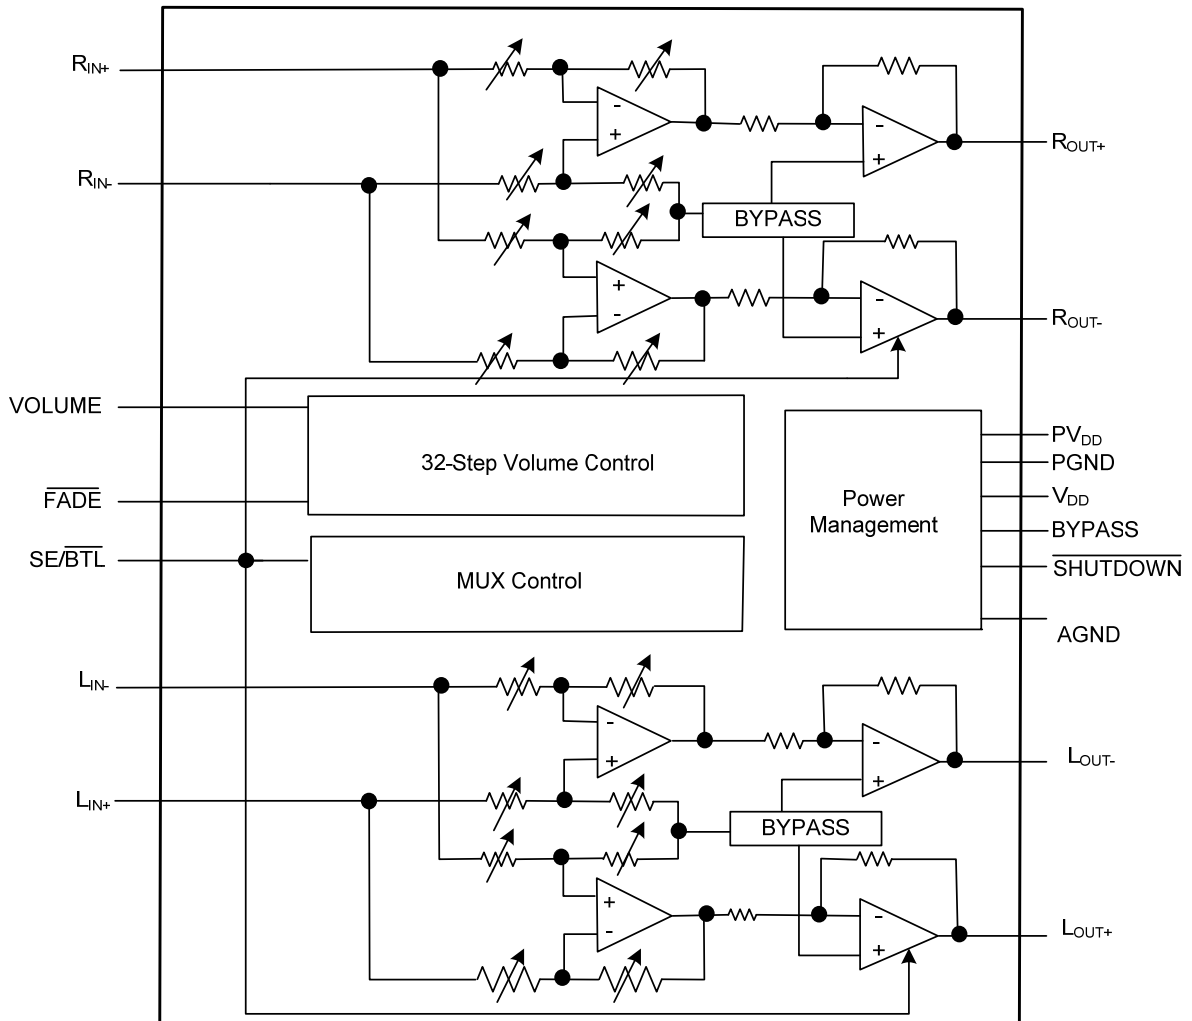 RIN+
-
+
-
+
ROUT+
RIN-
BYPASS
+
-
-
+
ROUT-
VOLUME
32-Step Volume Control
FADE
SE/BTL
MUX Control
Power
Management
PVDD
PGND
VDD
BYPASS
SHUTDOWN
AGND
LIN-
-
+
-
+
LOUT-
LIN+
BYPASS
+
-
-
+
LOUT+